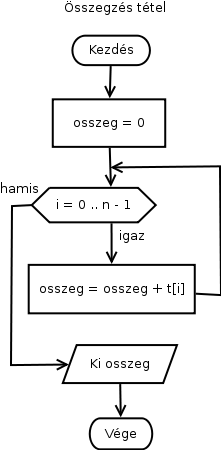 Összegzés tétel
Kezdés
osszeg = 0
hamis
i = 0 .. n - 1
igaz
osszeg = osszeg + t[i]
Ki osszeg
Vége